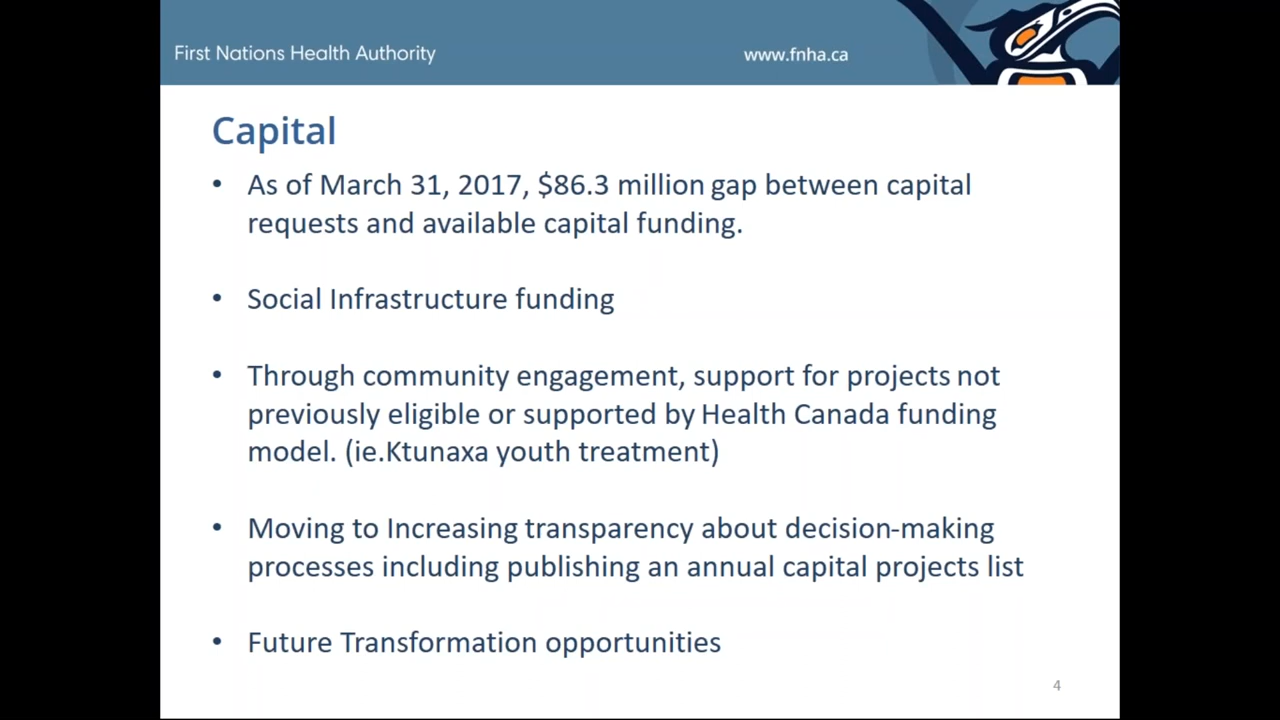 First Nations Health Authority
www.fnha.ca
Capital
• As of March 31, 2017, $86.3 million gap between capital
requests and available capital funding.
• Social Infrastructure funding
• Through community engagement, support for projects not
previously eligible or supported by Health Canada funding
model. (ie.Ktunaxa youth treatment)
• Moving to Increasing transparency about decision-making
processes including publishing an annual capital projects list
• Future Transformation opportunities
4